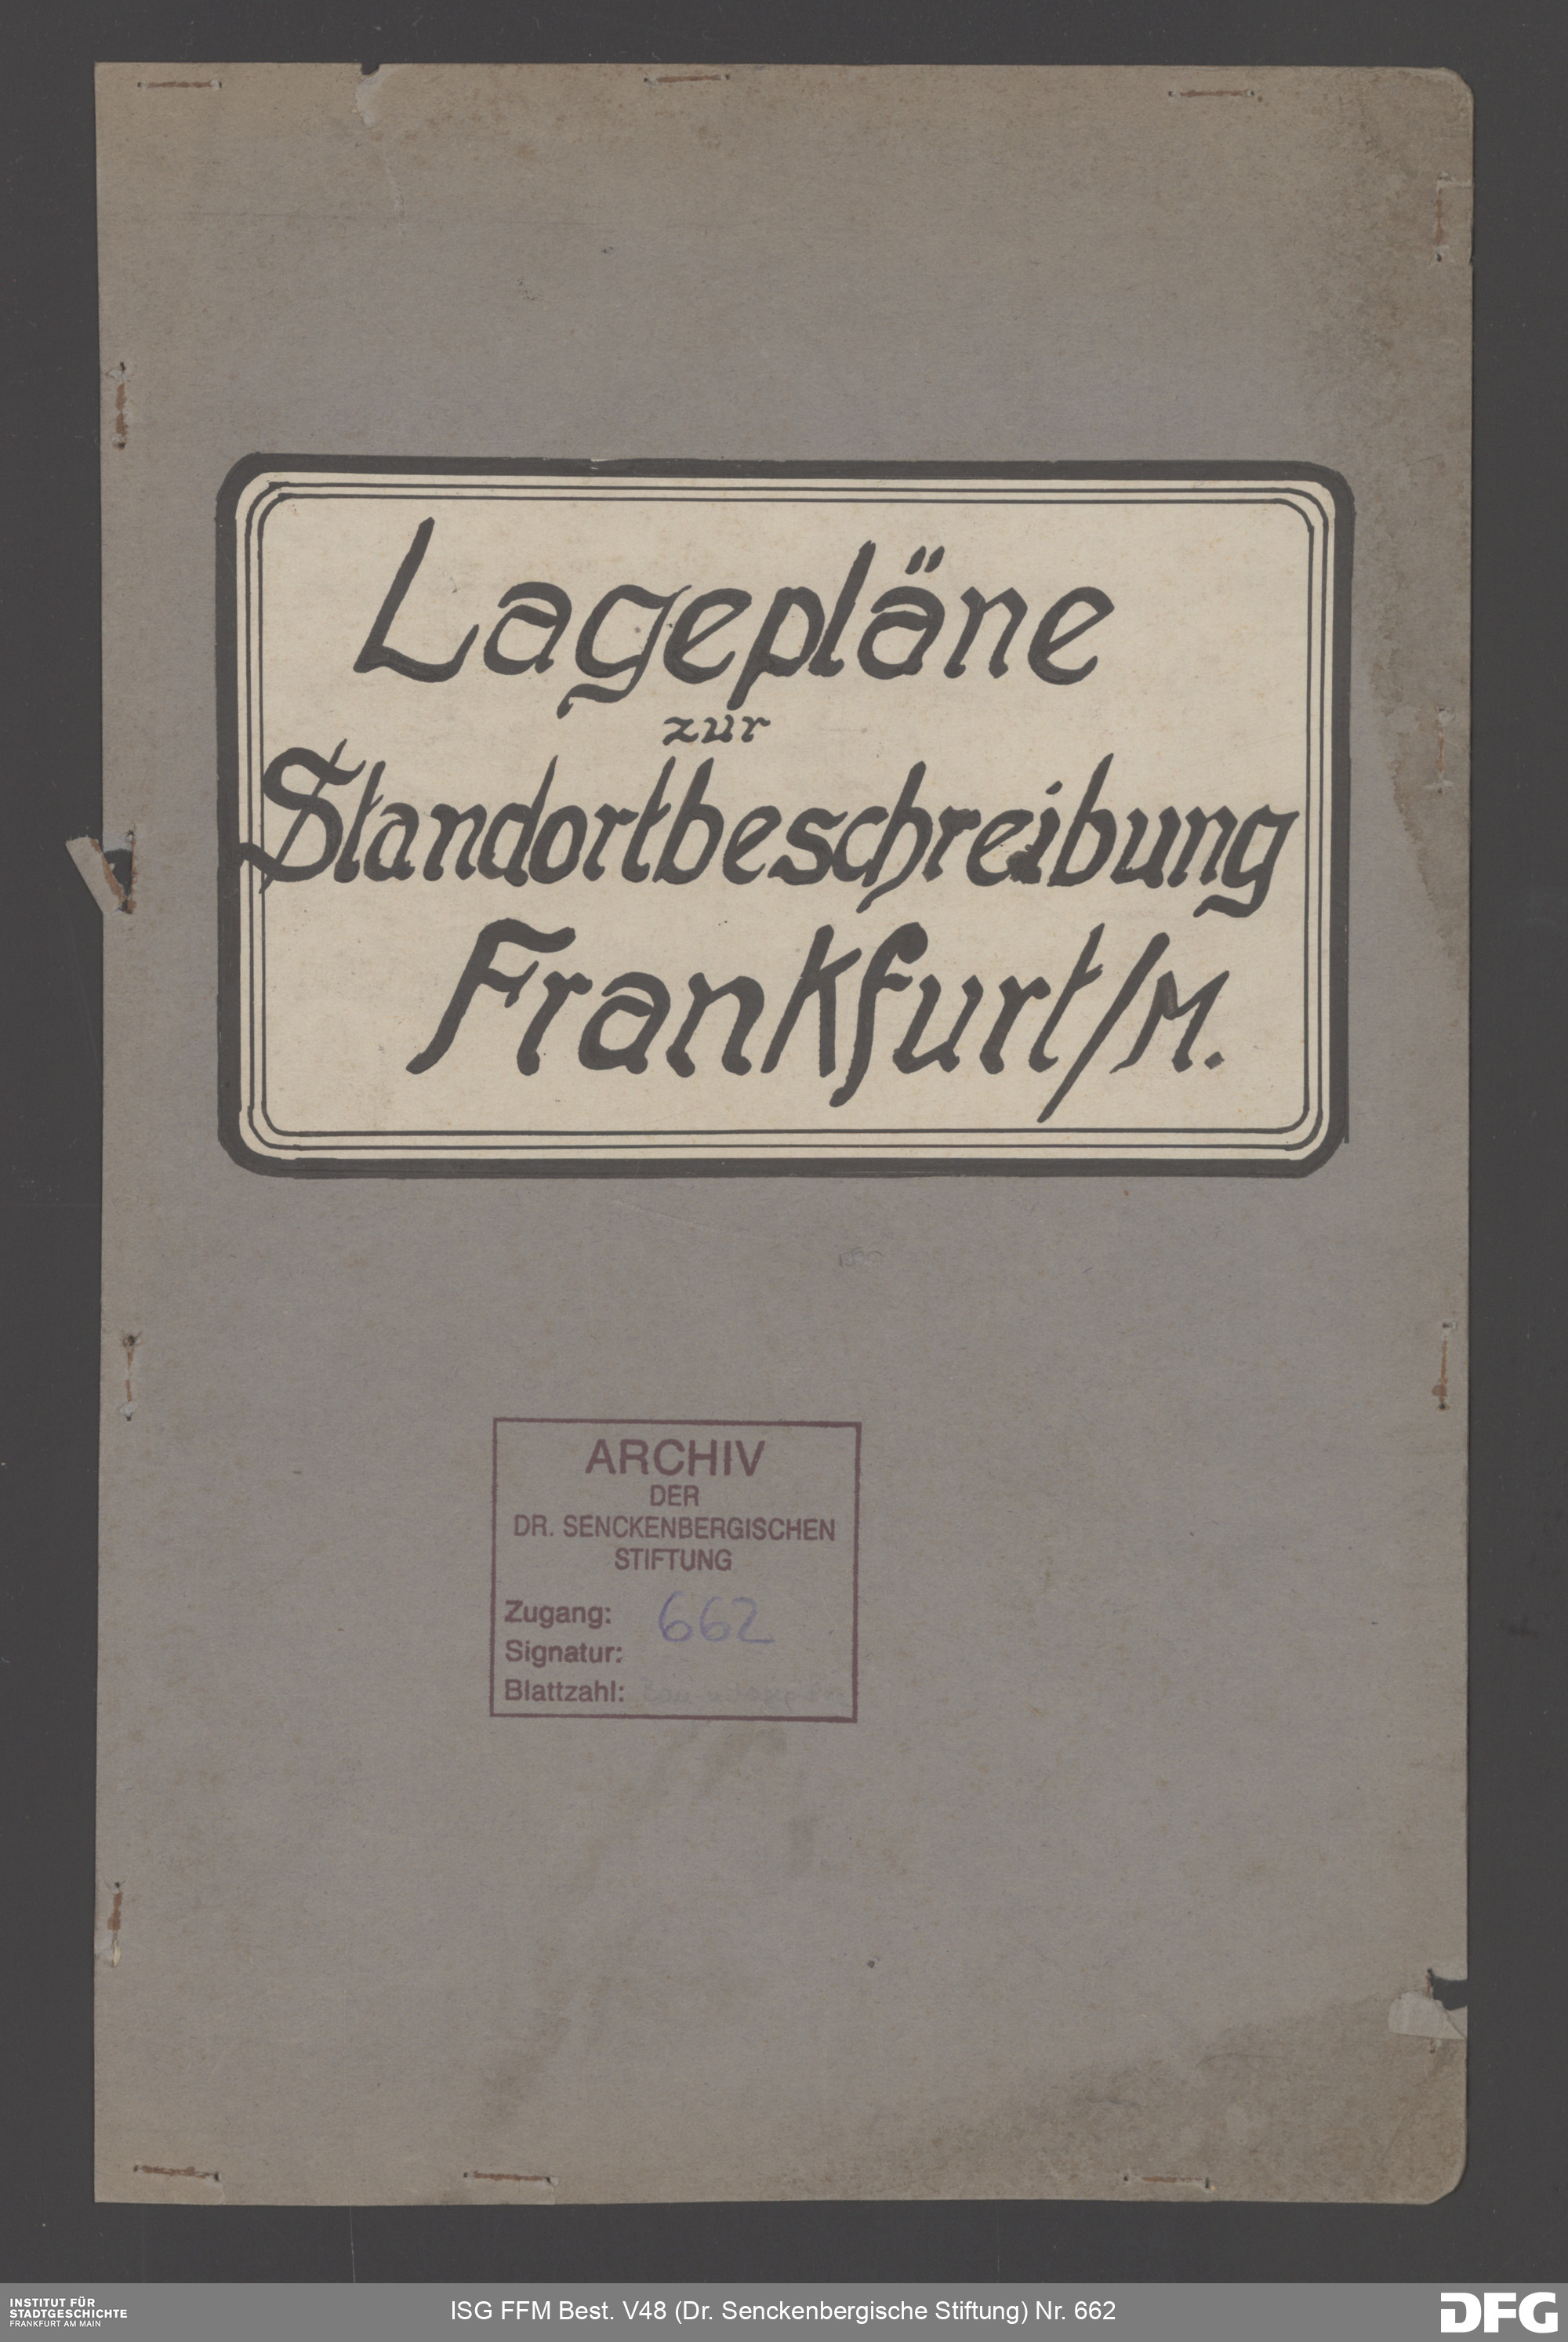 Lagepläne
zur
Standortbeschreibung
Frankfurt/M.
ARCHIV
DER
DR. SENCKENBERGISCHEN
STIFTUNG
Zugang: 662
Signatur:
Blattzahl:
INSTITUT FÜR
STADTGESCHICHTE
FRANKFURT AM MAIN
ISG FFM Best. V48 (Dr. Senckenbergische Stiftung) Nr. 662
DFG